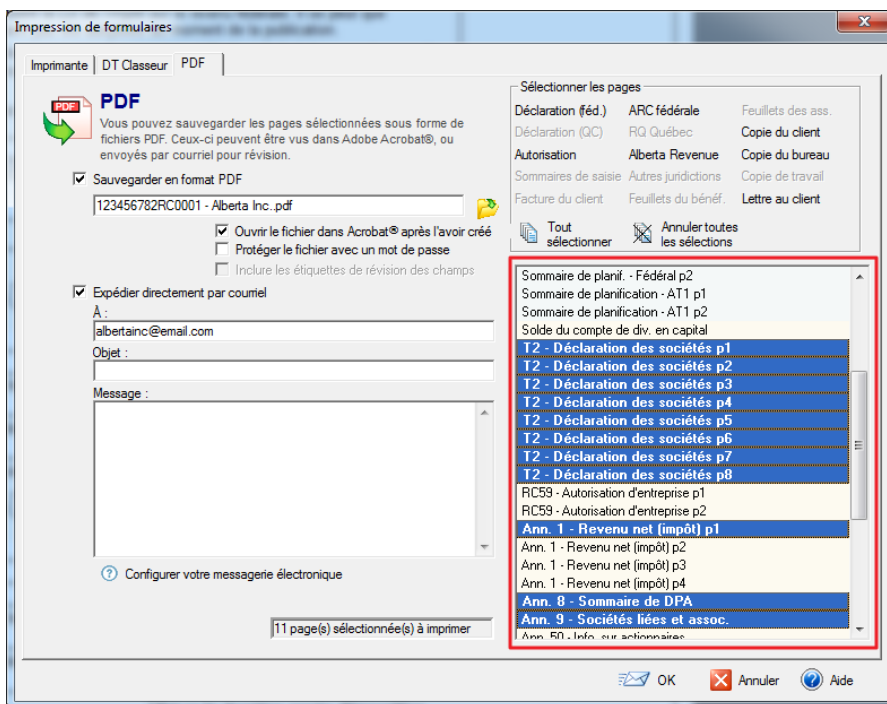 Impression de formulaires
Imprimante
DT Classeur
PDF
PDF
PDF
Vous pouvez sauvegarder les pages sélectionnées sous forme de
fichiers PDF. Ceux-ci peuvent être vus dans Adobe Acrobat®, ou
envoyés par courriel pour révision.
Sauvegarder en format PDF
123456782RC0001 - Alberta Inc..pdf
Ouvrir le fichier dans Acrobat® après l'avoir créé
Protéger le fichier avec un mot de passe
Inclure les étiquettes de révision des champs
Expédier directement par courriel
À :
albertainc@email.com
Objet :
Message :
Configurer votre messagerie électronique
11 page(s) sélectionnée(s) à imprimer
Sélectionner les pages
Déclaration (féd.) ARC fédérale Feuillets des ass.
Déclaration (QC) RQ Québec Copie du client
Autorisation Alberta Revenue Copie du bureau
Sommaires de saisie Autres juridictions Copie de travail
Facture du client Feuillets du bénéf. Lettre au client
Tout
sélectionner
Annuler toutes
les sélections
Sommaire de planif. - Fédéral p2
Sommaire de planification - AT1 p1
Sommaire de planification - AT1 p2
Solde du compte de div. en capital
T2 - Déclaration des sociétés p1
T2 - Déclaration des sociétés p2
T2 - Déclaration des sociétés p3
T2 - Déclaration des sociétés p4
T2 - Déclaration des sociétés p5
T2 - Déclaration des sociétés p6
T2 - Déclaration des sociétés p7
T2 - Déclaration des sociétés p8
RC59 - Autorisation d'entreprise p1
RC59 - Autorisation d'entreprise p2
Ann. 1 - Revenu net (impôt) p1
Ann. 1 - Revenu net (impôt) p2
Ann. 1 - Revenu net (impôt) p3
Ann. 1 - Revenu net (impôt) p4
Ann. 8 - Sommaire de DPA
Ann. 9 - Sociétés liées et assoc.
Ann. 50 - Info. sur actionnaires
OK
Annuler
Aide